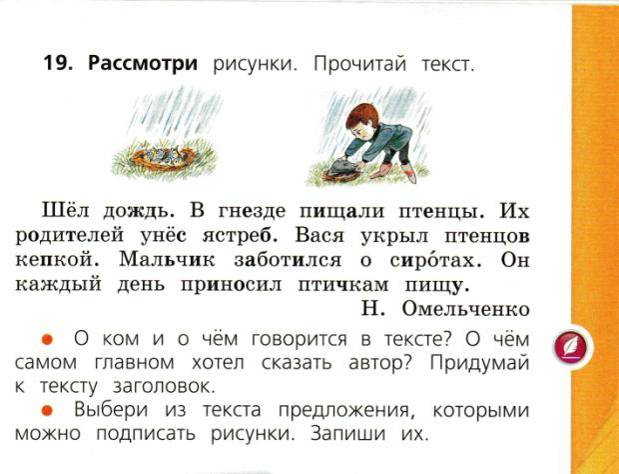 19. Рассмотри рисунки. Прочитай текст.
Шёл дождь. В гнезде пищали птенцы. Их
родителей унёс ястреб. Вася укрыл птенцов
кепкой. Мальчик заботился о сиро́тах. Он
каждый день приносил птичкам пищу.
Н. Омельченко
• О ком и о чём говорится в тексте? О чём
самом главном хотел сказать автор? Придумай
к тексту заголовок.
• Выбери из текста предложения, которыми
можно подписать рисунки. Запиши их.